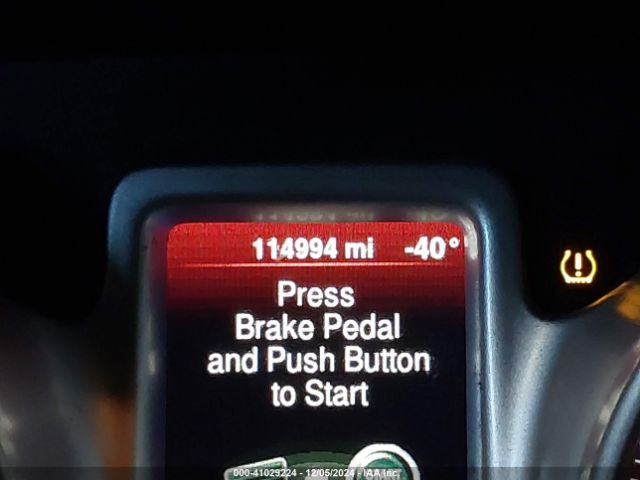 114994 mi -40°
Press
Brake Pedal
and Push Button
to Start
000-41029224 - 12/05/2024 - IAA Inc.